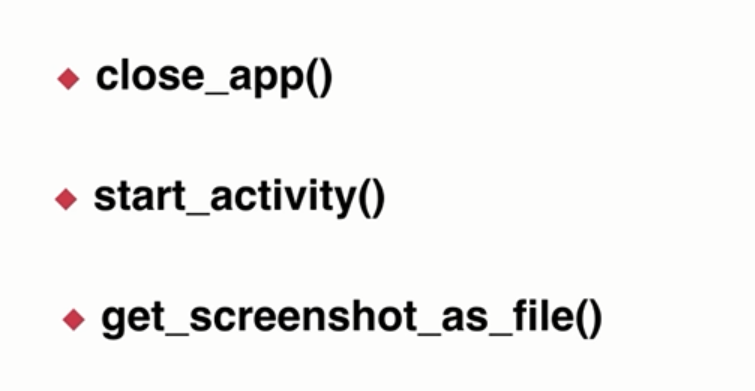 close_app()
start_activity()
get_screenshot_as_file()